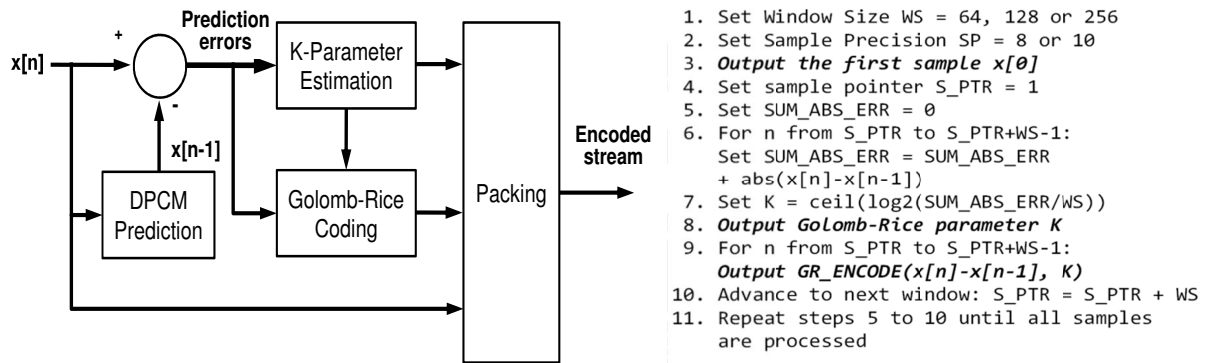 Prediction
errors
+
x[n]
-
x[n-1]
DPCM
Prediction
K-Parameter
Estimation
Golomb-Rice
Coding
Packing
Encoded
stream
1. Set Window Size WS = 64, 128 or 256
2. Set Sample Precision SP = 8 or 10
3. Output the first sample x[0]
4. Set sample pointer S_PTR = 1
5. Set SUM_ABS_ERR = 0
6. For n from S_PTR to S_PTR+WS-1:
Set SUM_ABS_ERR = SUM_ABS_ERR
+ abs(x[n]-x[n-1])
7. Set K = ceil(log2(SUM_ABS_ERR/WS))
8. Output Golomb-Rice parameter K
9. For n from S_PTR to S_PTR+WS-1:
Output GR_ENCODE(x[n]-x[n-1], K)
10. Advance to next window: S_PTR = S_PTR + WS
11. Repeat steps 5 to 10 until all samples
are processed